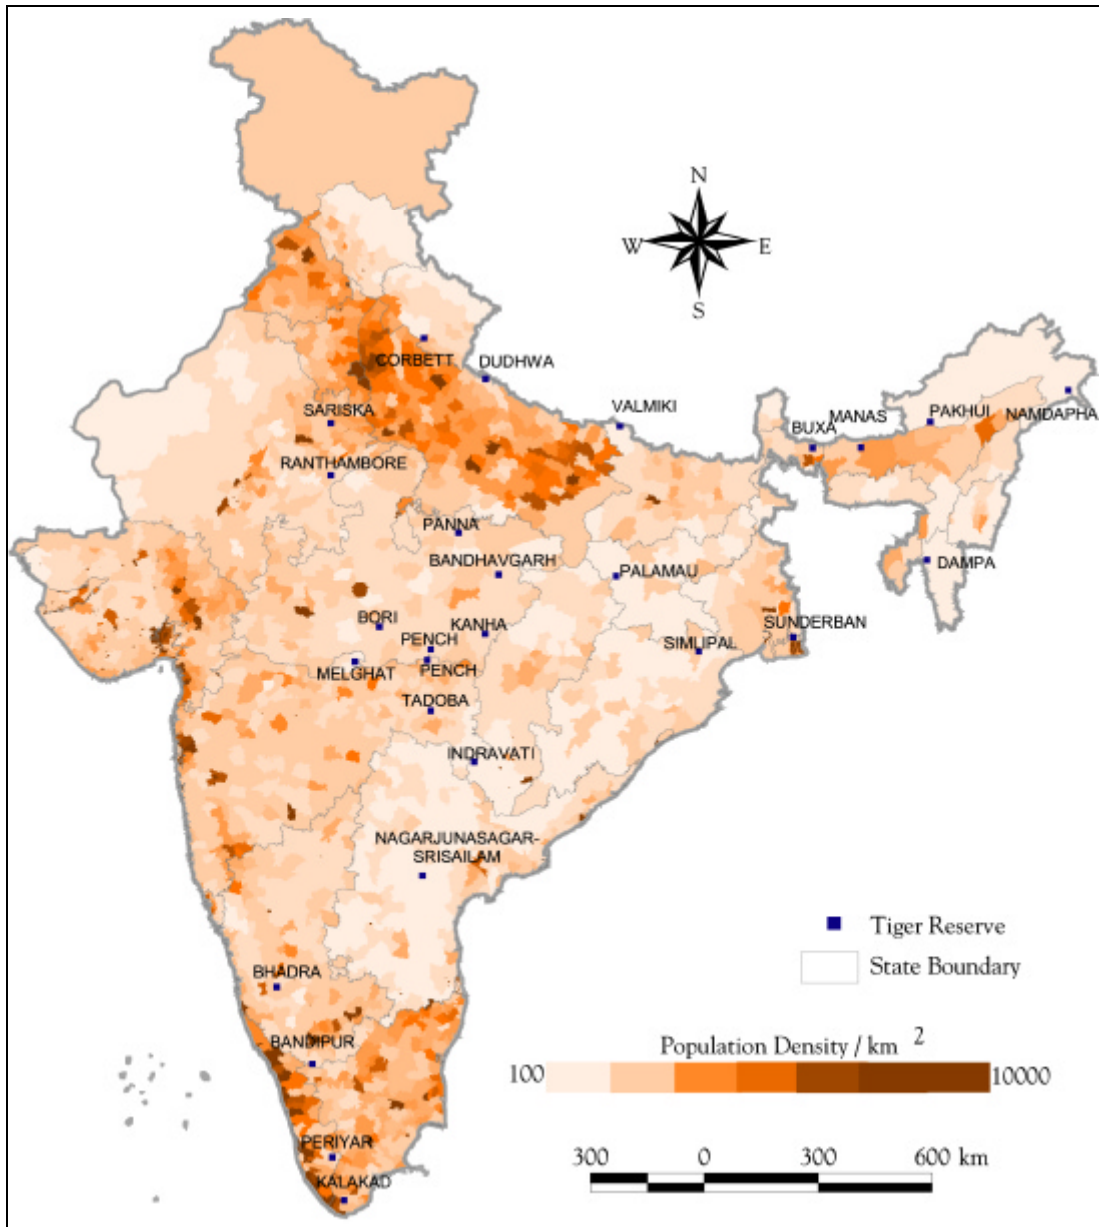 N
W
E
S
CORBETT
DUDHWA
SARISKA
VALMIKI
BUXA
MANAS
PAKHUI
NAMDAPHA
RANTHAMBORE
PANNA
BANDHAVGARH
PALAMAU
DAMPA
BORI
KANHA
SUNDERBAN
PENCH
SIMLIPAL
MELGHAT
PENCH
TADOBA
INDRAVATI
NAGARJUNASAGAR-
SRISAILAM
Tiger Reserve
State Boundary
BHADRA
BANDIPUR
Population Density / km 2
100
10000
PERIYAR
KALAKAD
300 0 300 600 km